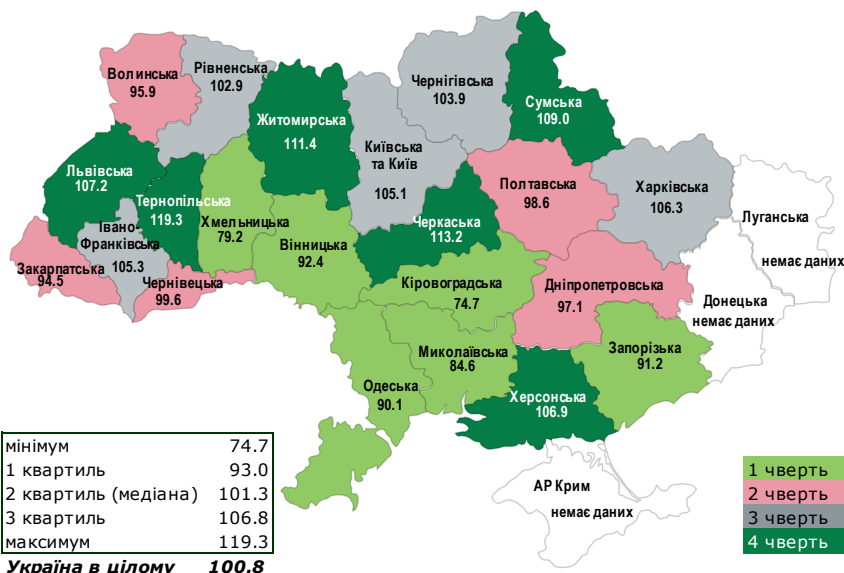 Волинська
95.9
Рівненська
102.9
Житомирська
111.4
Київська
та Київ
105.1
Чернігівська
103.9
Сумська
109.0
Львівська
107.2
Тернопільська
119.3
Хмельницька
79.2
Вінницька
92.4
Івано-
Франківська
105.3
Закарпатська
94.5
Чернівецька
99.6
Черкаська
113.2
Полтавська
98.6
Харківська
106.3
Луганська
немає даних
Донецька
немає даних
Кіровоградська
74.7
Дніпропетровська
97.1
Запорізька
91.2
Миколаївська
84.6
Одеська
90.1
Херсонська
106.9
АР Крим
немає даних
мінімум 74.7
1 квартиль 93.0
2 квартиль (медіана) 101.3
3 квартиль 106.8
максимум 119.3
Україна в цілому 100.8
1 чверть
2 чверть
3 чверть
4 чверть